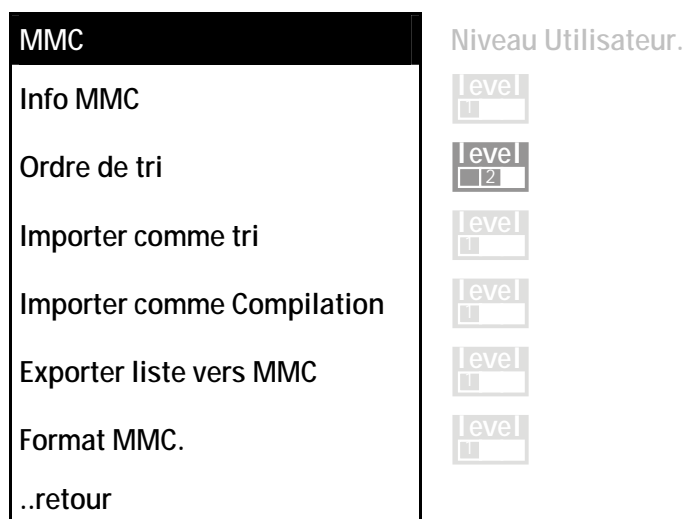 MMC Niveau Utilisateur.
Info MMC level 1
Ordre de tri level 2
Importer comme tri level 1
Importer comme Compilation level 1
Exporter liste vers MMC level 1
Format MMC. level 1
..retour